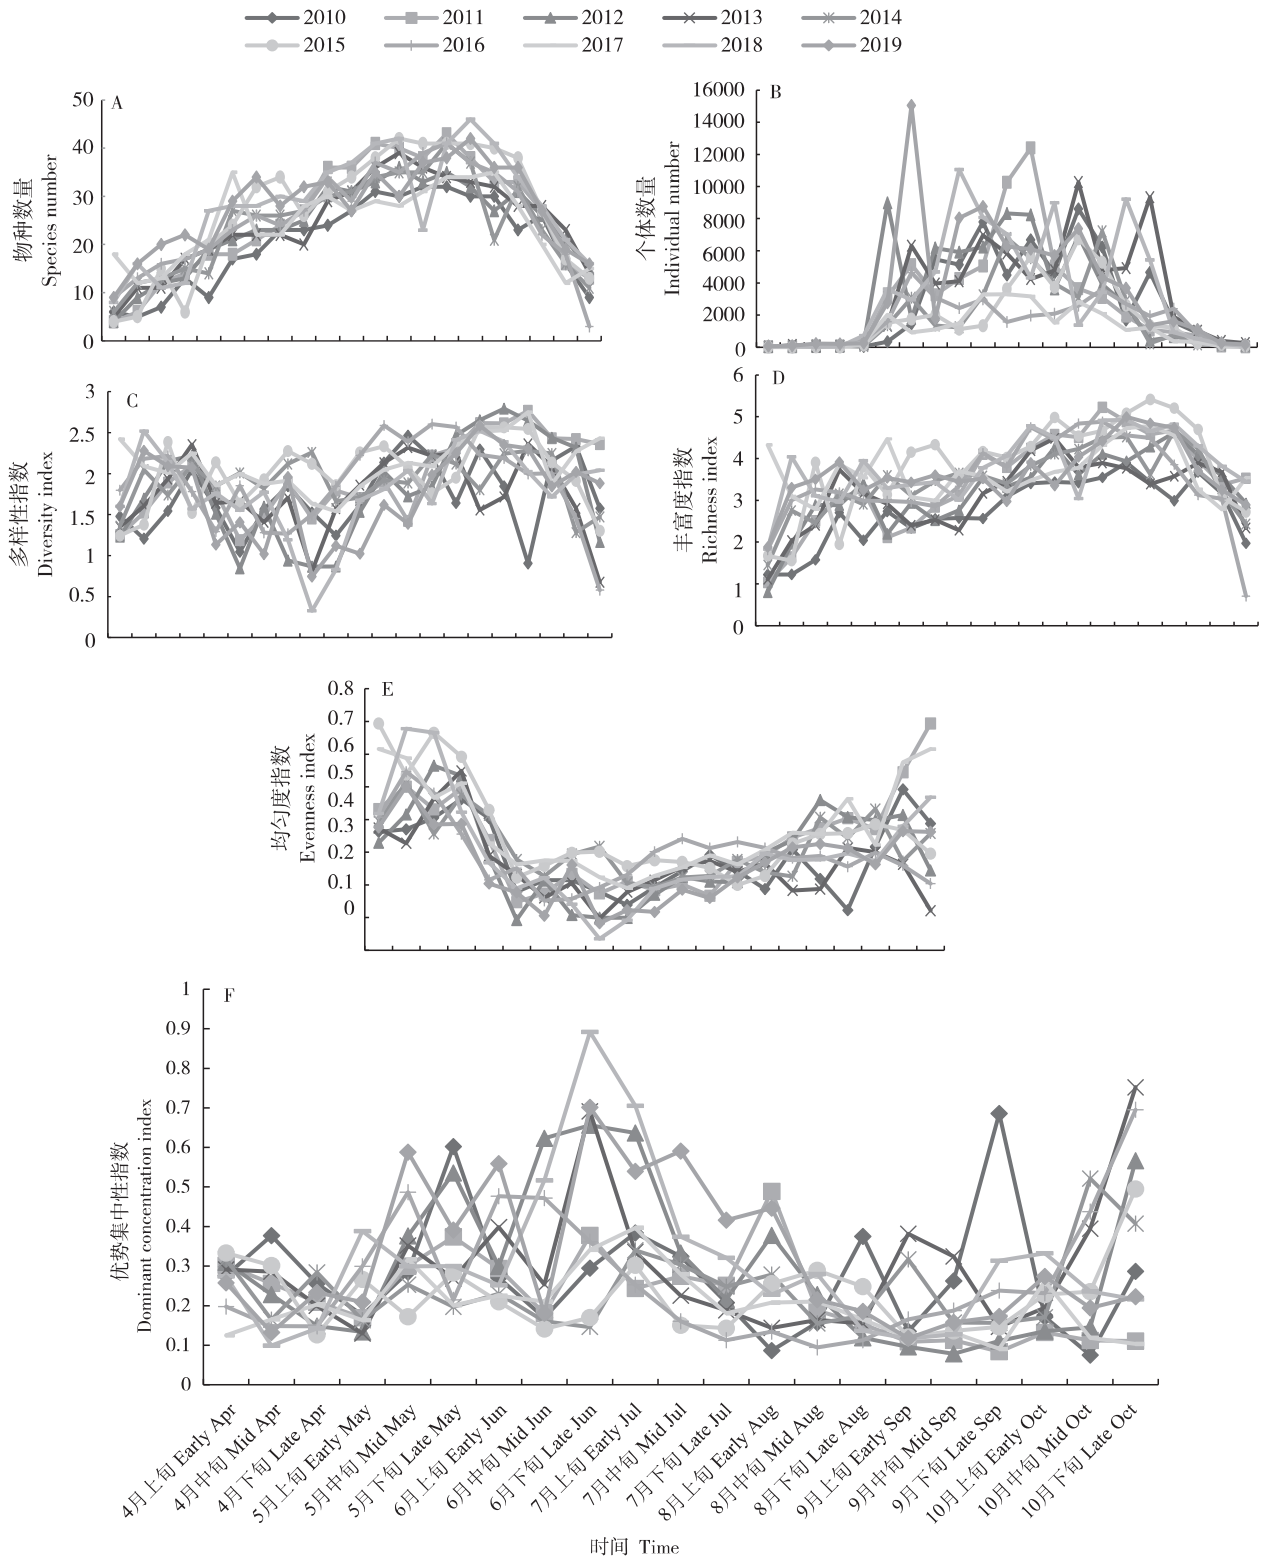 2010 2011 2012 2013 2014
2015 2016 2017 2018 2019
A
物种数量
Species number
50
40
30
20
10
0
B
个体数量
Individual number
16000
14000
12000
10000
8000
6000
4000
2000
0
C
多样性指数
Diversity index
3
2.5
2
1.5
1
0.5
0
D
丰富度指数
Richness index
6
5
4
3
2
1
0
E
均匀度指数
Evenness index
0.8
0.7
0.6
0.5
0.4
0.3
0.2
0.1
0
F
优势集中性指数
Dominant concentration index
1
0.9
0.8
0.7
0.6
0.5
0.4
0.3
0.2
0.1
0
4月上旬 Early Apr
4月中旬 Mid Apr
4月下旬 Late Apr
5月上旬 Early May
5月中旬 Mid May
5月下旬 Late May
6月上旬 Early Jun
6月中旬 Mid Jun
6月下旬 Late Jun
7月上旬 Early Jul
7月中旬 Mid Jul
7月下旬 Late Jul
8月上旬 Early Aug
8月中旬 Mid Aug
8月下旬 Late Aug
9月上旬 Early Sep
9月中旬 Mid Sep
9月下旬 Late Sep
10月上旬 Early Oct
10月中旬 Mid Oct
10月下旬 Late Oct
时间 Time